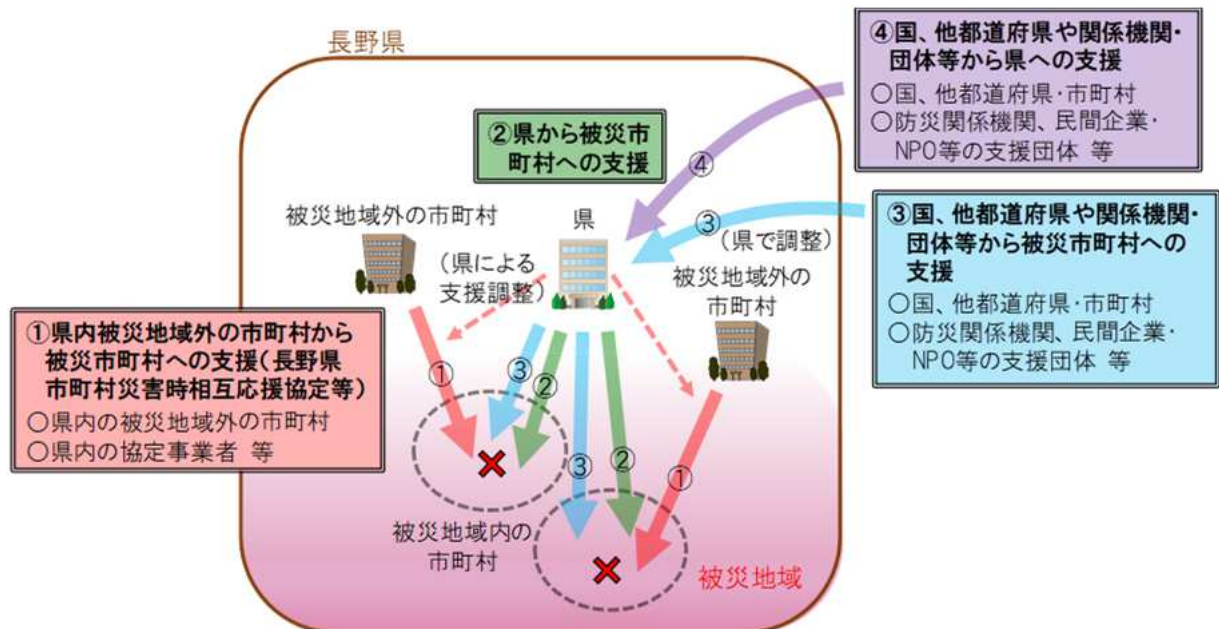 長野県
④国、他都道府県や関係機関・
団体等から県への支援
○国、他都道府県・市町村
○防災関係機関、民間企業・
NPO等の支援団体 等
②県から被災市
町村への支援
④
被災地域外の市町村
県
③
(県で調整)
③国、他都道府県や関係機関・
団体等から被災市町村への
支援
○国、他都道府県・市町村
○防災関係機関、民間企業・
NPO等の支援団体 等
(県による
支援調整)
被災地域外の
市町村
①県内被災地域外の市町村から
被災市町村への支援(長野県
市町村災害時相互応援協定等)
○県内の被災地域外の市町村
○県内の協定事業者 等
①
③
②
③
②
①
被災地域内の
市町村
被災地域